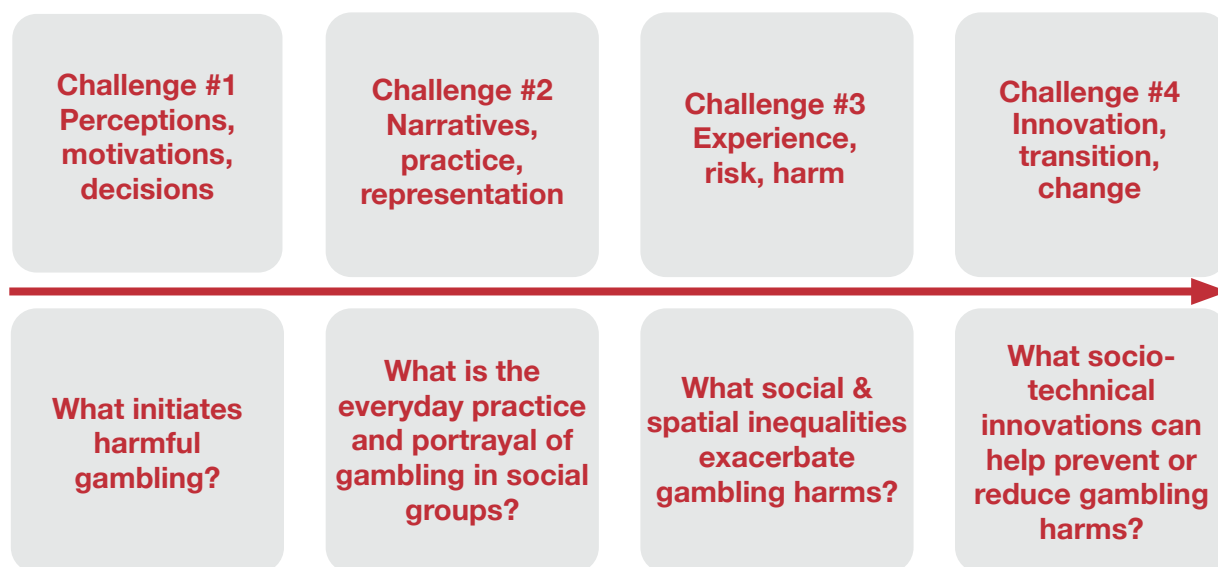 Challenge #1
Perceptions,
motivations,
decisions
Challenge #2
Narratives,
practice,
representation
Challenge #3
Experience,
risk, harm
Challenge #4
Innovation,
transition,
change
What initiates
harmful
gambling?
What is the
everyday practice
and portrayal of
gambling in social
groups?
What social &
spatial inequalities
exacerbate
gambling harms?
What socio-
technical
innovations can
help prevent or
reduce gambling
harms?